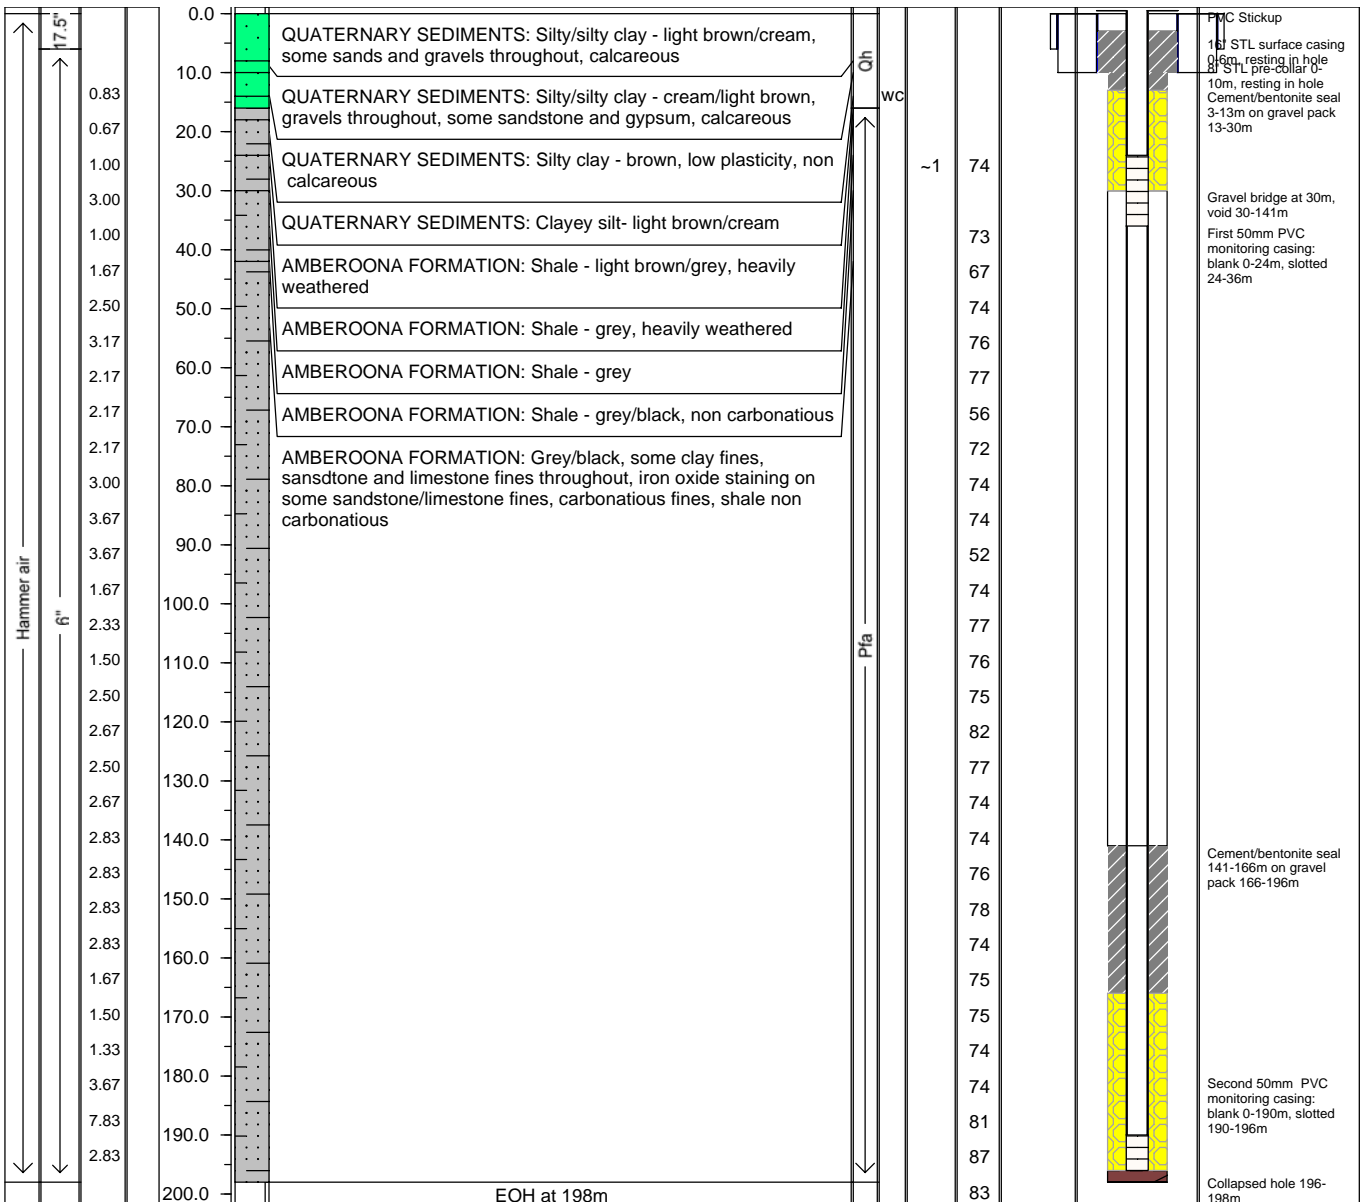 Hammer air
17.5"
6"
0.83
0.67
1.00
3.00
1.00
1.67
2.50
3.17
2.17
2.17
2.17
3.00
3.67
3.67
1.67
2.33
1.50
2.50
2.67
2.50
2.67
2.83
2.83
2.83
2.83
1.67
1.50
1.33
3.67
7.83
2.83
0.0
10.0
20.0
30.0
40.0
50.0
60.0
70.0
80.0
90.0
100.0
110.0
120.0
130.0
140.0
150.0
160.0
170.0
180.0
190.0
200.0
QUATERNARY SEDIMENTS: Silty/silty clay - light brown/cream,
some sands and gravels throughout, calcareous
QUATERNARY SEDIMENTS: Silty/silty clay - cream/light brown,
gravels throughout, some sandstone and gypsum, calcareous
QUATERNARY SEDIMENTS: Silty clay - brown, low plasticity, non
calcareous
QUATERNARY SEDIMENTS: Clayey silt- light brown/cream
AMBEROONA FORMATION: Shale - light brown/grey, heavily
weathered
AMBEROONA FORMATION: Shale - grey, heavily weathered
AMBEROONA FORMATION: Shale - grey
AMBEROONA FORMATION: Shale - grey/black, non carbonatious
AMBEROONA FORMATION: Grey/black, some clay fines,
sansdtone and limestone fines throughout, iron oxide staining on
some sandstone/limestone fines, carbonatious fines, shale non
carbonatious
EOH at 198m
Qh
Pfa
wc
~1
74
73
67
74
76
77
56
72
74
74
52
74
77
76
75
82
77
74
74
76
78
74
75
75
74
74
81
87
83
PVC Stickup
16" STL surface casing
0-6m, resting in hole
8" STL pre-collar 0-
10m, resting in hole
Cement/bentonite seal
3-13m on gravel pack
13-30m
Gravel bridge at 30m,
void 30-141m
First 50mm PVC
monitoring casing:
blank 0-24m, slotted
24-36m
Cement/bentonite seal
141-166m on gravel
pack 166-196m
Second 50mm PVC
monitoring casing:
blank 0-190m, slotted
190-196m
Collapsed hole 196-
198m